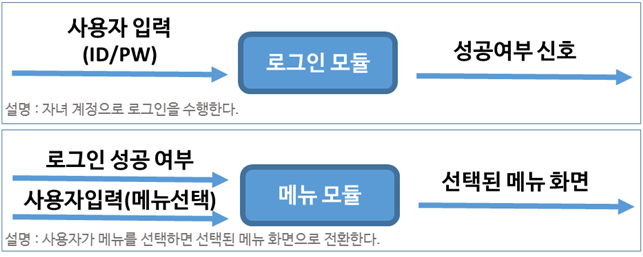 사용자 입력
(ID/PW)
로그인 모듈
성공여부 신호
설명 : 자녀 계정으로 로그인을 수행한다.
로그인 성공 여부
사용자입력(메뉴선택)
메뉴 모듈
선택된 메뉴 화면
설명 : 사용자가 메뉴를 선택하면 선택된 메뉴 화면으로 전환한다.